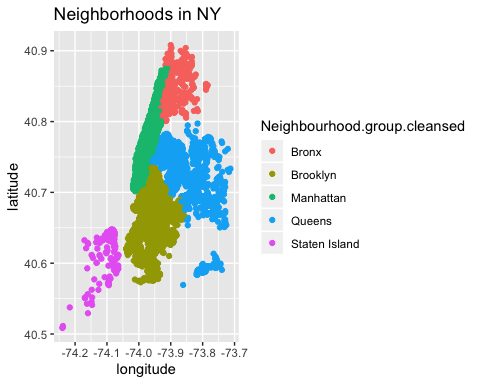 Neighborhoods in NY
40.9
40.8
40.7
40.6
40.5
latitude
-74.2 -74.1 -74.0 -73.9 -73.8 -73.7
longitude
Neighbourhood.group.cleansed
Bronx
Brooklyn
Manhattan
Queens
Staten Island